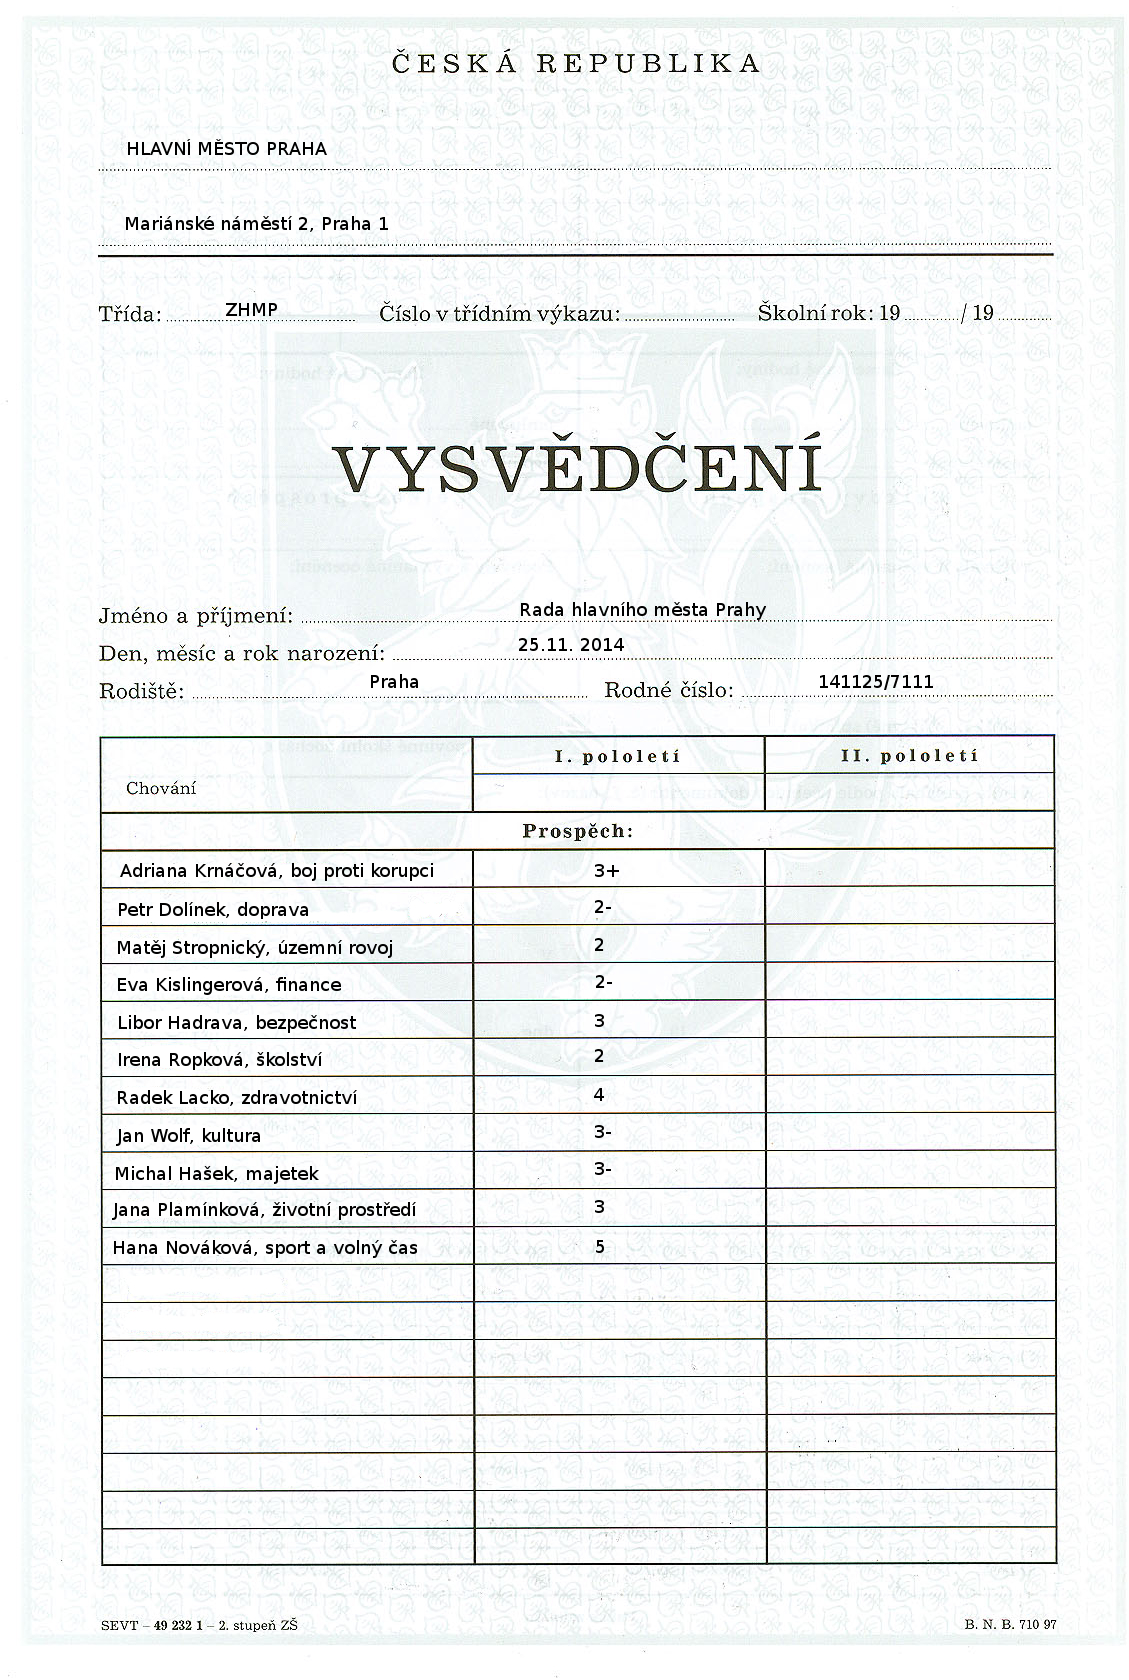 ČESKÁ REPUBLIKA
HLAVNÍ MĚSTO PRAHA
Mariánské náměstí 2, Praha 1
Třída: ZHMP Číslo v třídním výkazu: Školní rok: 19 / 19
VYSVĚDČENÍ
Jméno a příjmení: Rada hlavního města Prahy
Den, měsíc a rok narození: 25.11. 2014
Rodiště: Praha Rodné číslo: 141125/7111
I. pololetí II. pololetí
Chování
Prospěch:
Adriana Krnáčová, boj proti korupci 3+
Petr Dolínek, doprava 2-
Matěj Stropnický, územní rovoj 2
Eva Kislingerová, finance 2-
Libor Hadrava, bezpečnost 3
Irena Ropková, školství 2
Radek Lacko, zdravotnictví 4
Jan Wolf, kultura 3-
Michal Hašek, majetek 3-
Jana Plamínková, životní prostředí 3
Hana Nováková, sport a volný čas 5
SEVT – 49 232 1 – 2. stupeň ZŠ B. N. B. 710 97